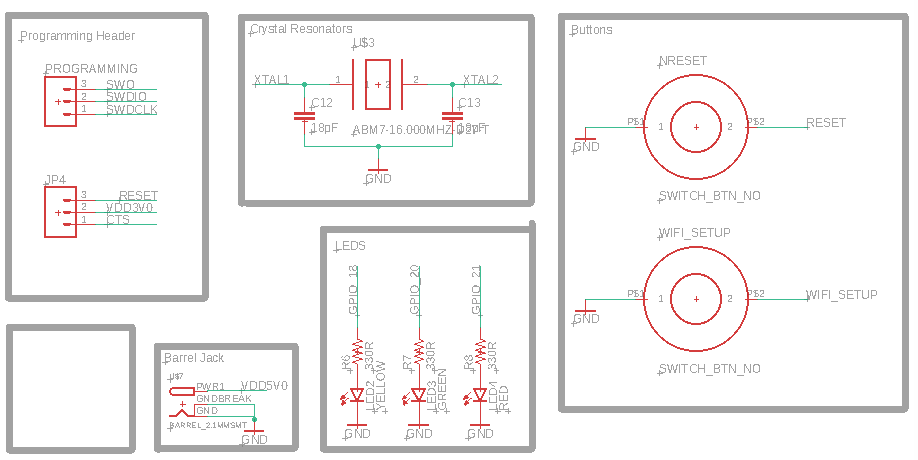 Programming Header
PROGRAMMING
3 SWO
2 SWDIO
1 SWDCLK
JP4
3 RESET
2 VDD3V0
1 CTS
Crystal Resonators
U$3
XTAL1 1 1 2 2 XTAL2
C12 C13
18pF ABM7-16.000MHZ-D2Y-T 18pF
GND
Buttons
NRESET
P$1 1 2 P$2 RESET
GND
SWITCH_BTN_NO
WIFI_SETUP
P$1 1 2 P$2 WIFI_SETUP
GND
SWITCH_BTN_NO
LEDS
GPIO_18 GPIO_20 GPIO_21
R6 330R R7 330R R8 330R
LED2 YELLOW LED3 GREEN LED4 RED
GND GND GND
Barrel Jack
U$7
PWR1 VDD5V0
GNDBREAK
GND
BARREL_2.1MMSMT
GND